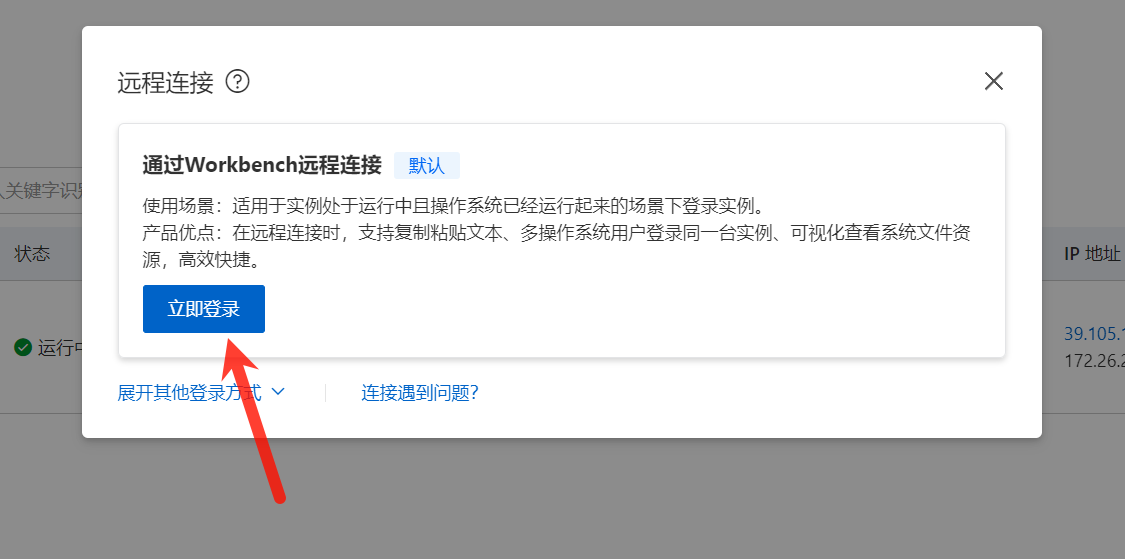 远程连接 ?
通过Workbench远程连接 默认
使用场景：适用于实例处于运行中且操作系统已经运行起来的场景下登录实例。
产品优点：在远程连接时，支持复制粘贴文本、多操作系统用户登录同一台实例、可视化查看系统文件资
源，高效快捷。
立即登录
展开其他登录方式
连接遇到问题?
关键字识
状态
IP 地址
运行中
39.105.1
172.26.2